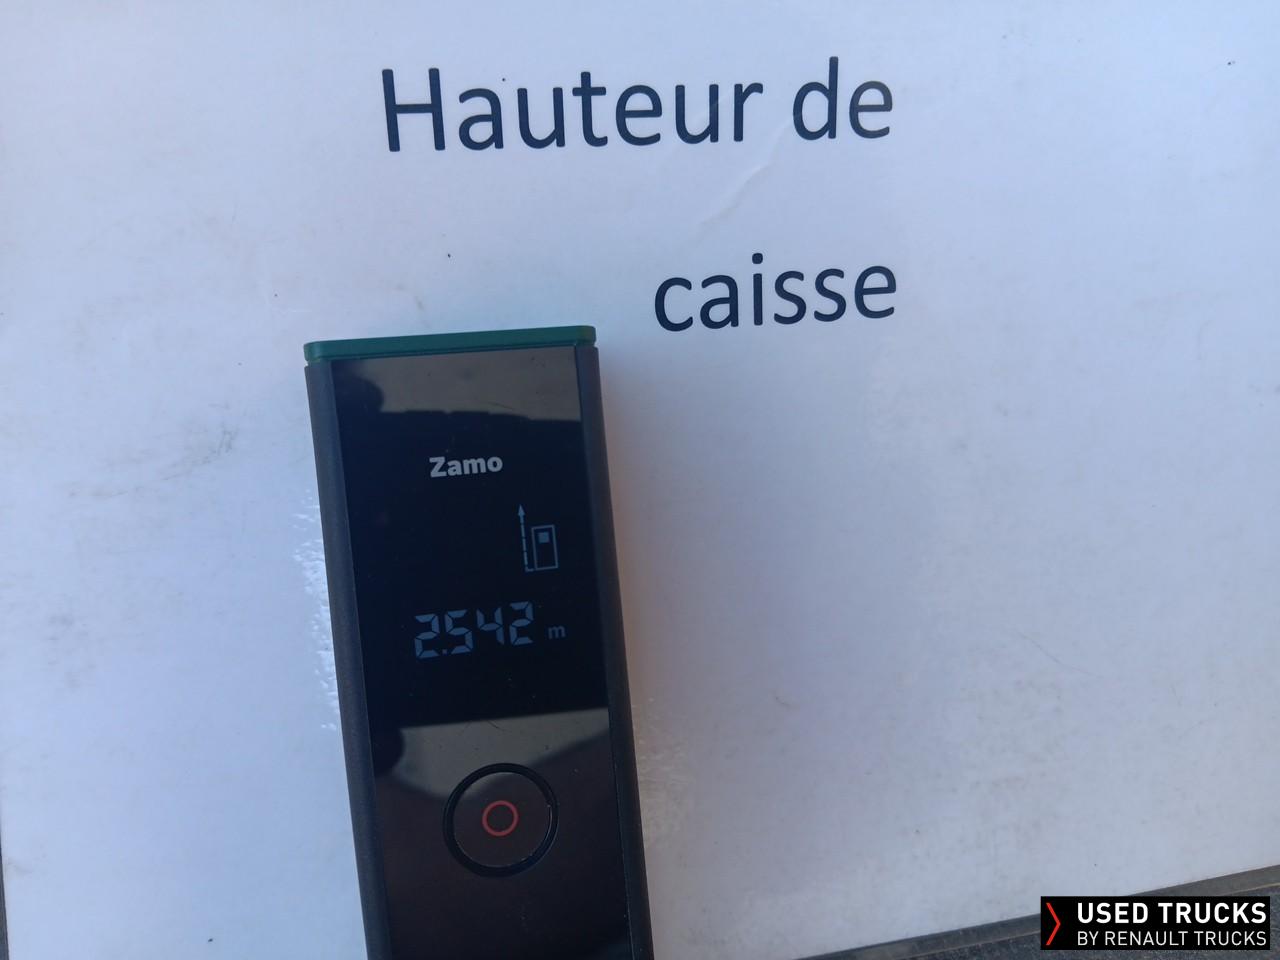 Hauteur de
caisse
Zamo
2.542 m
USED TRUCKS
BY RENAULT TRUCKS